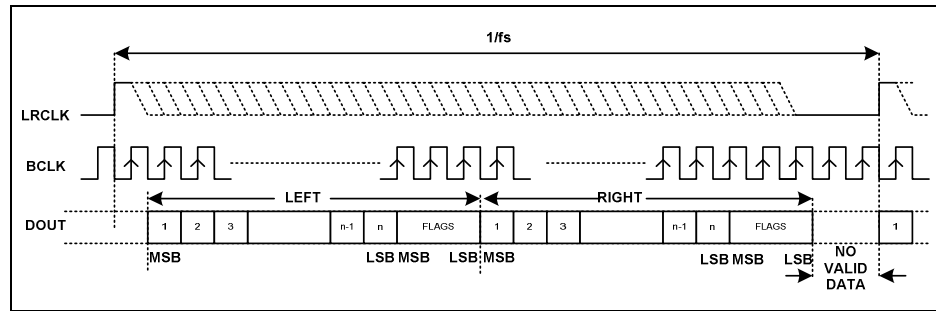 1/fs
LRCLK
BCLK
LEFT
RIGHT
DOUT
1 2 3 n-1 n FLAGS 1 2 3 n-1 n FLAGS 1
MSB LSB MSB LSB MSB LSB MSB LSB
NO
VALID
DATA